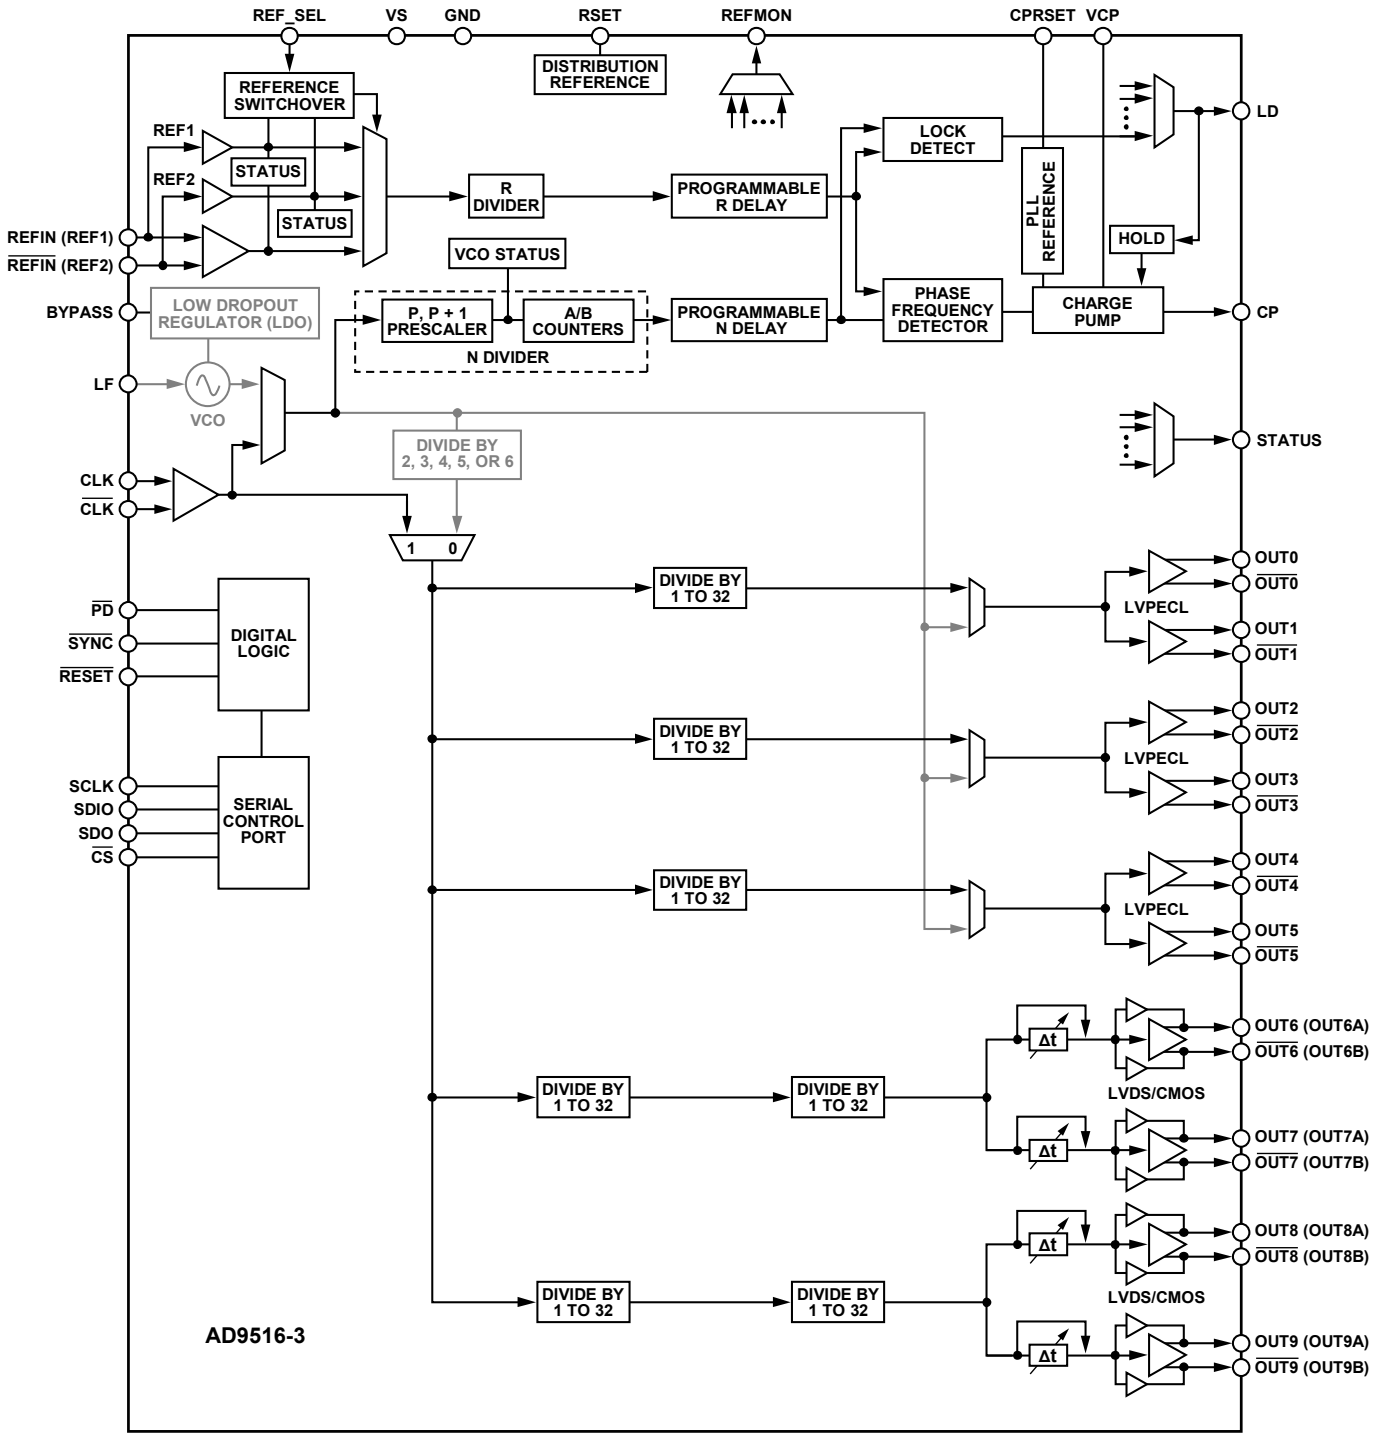 REF_SEL VS GND RSET REFMON CPRSET VCP
DISTRIBUTION
REFERENCE
REFERENCE
SWITCHOVER
LD
REF1
LOCK
DETECT
STATUS
REF2
R
DIVIDER
PROGRAMMABLE
R DELAY
PLL
REFERENCE
STATUS
REFIN (REF1)
HOLD
REFIN (REF2)
VCO STATUS
BYPASS
LOW DROPOUT
REGULATOR (LDO)
P, P + 1
PRESCALER
A/B
COUNTERS
PROGRAMMABLE
N DELAY
PHASE
FREQUENCY
DETECTOR
CHARGE
PUMP
CP
N DIVIDER
LF
VCO
STATUS
DIVIDE BY
2, 3, 4, 5, OR 6
CLK
CLK
1 0
DIVIDE BY
1 TO 32
OUT0
OUT0
LVPECL
OUT1
OUT1
PD
SYNC
RESET
DIGITAL
LOGIC
DIVIDE BY
1 TO 32
OUT2
OUT2
LVPECL
OUT3
OUT3
SCLK
SDIO
SDO
CS
SERIAL
CONTROL
PORT
DIVIDE BY
1 TO 32
OUT4
OUT4
LVPECL
OUT5
OUT5
DIVIDE BY
1 TO 32
DIVIDE BY
1 TO 32
Δt
OUT6 (OUT6A)
OUT6 (OUT6B)
LVDS/CMOS
Δt
OUT7 (OUT7A)
OUT7 (OUT7B)
DIVIDE BY
1 TO 32
DIVIDE BY
1 TO 32
Δt
OUT8 (OUT8A)
OUT8 (OUT8B)
LVDS/CMOS
Δt
OUT9 (OUT9A)
OUT9 (OUT9B)
AD9516-3